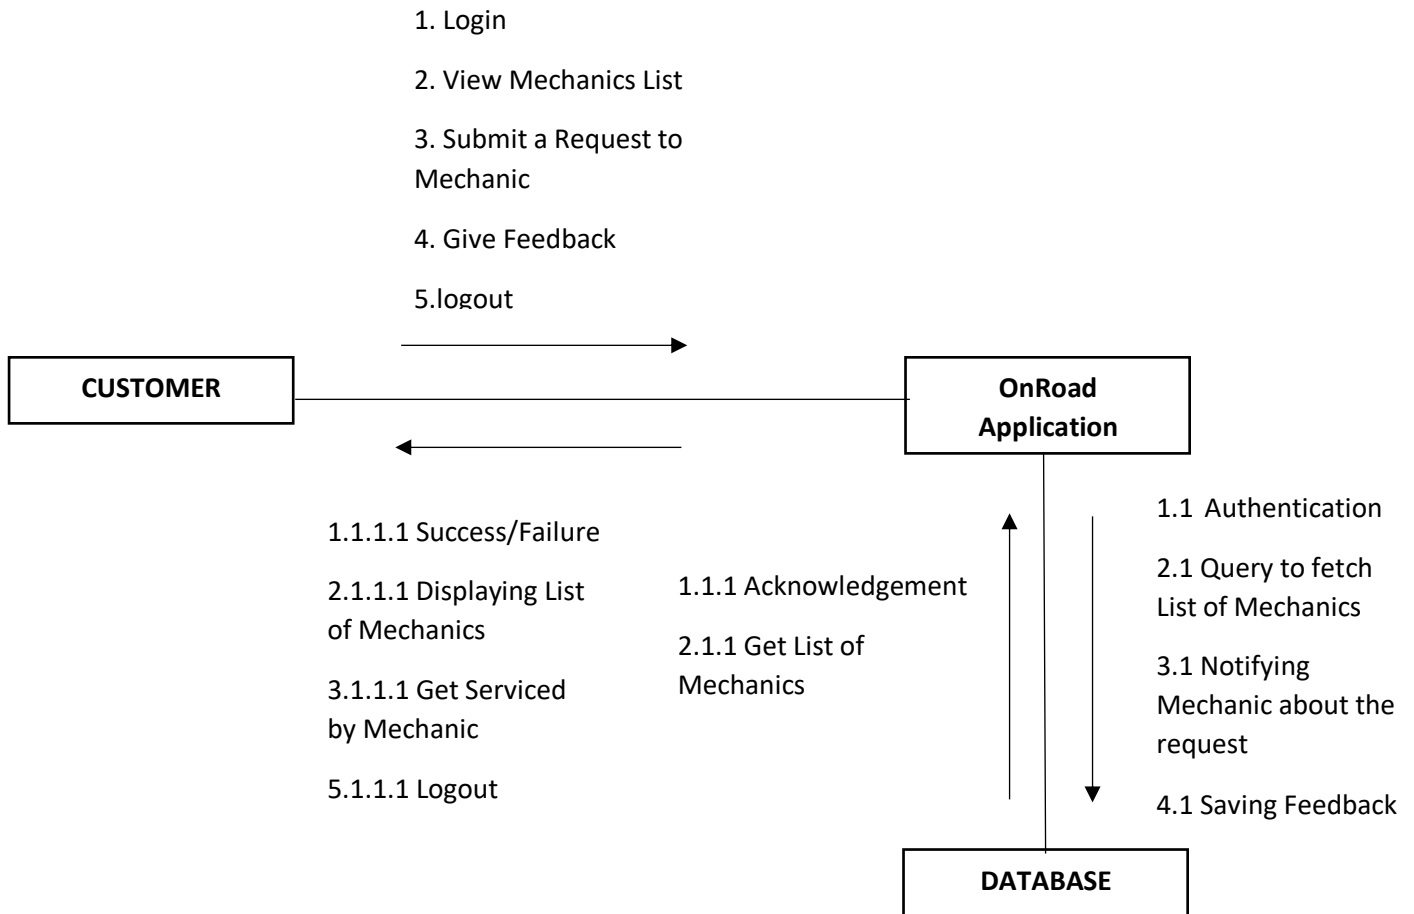 1. Login
2. View Mechanics List
3. Submit a Request to
Mechanic
4. Give Feedback
5.logout
CUSTOMER
OnRoad
Application
1.1.1.1 Success/Failure
2.1.1.1 Displaying List
of Mechanics
3.1.1.1 Get Serviced
by Mechanic
5.1.1.1 Logout
1.1.1 Acknowledgement
2.1.1 Get List of
Mechanics
1.1 Authentication
2.1 Query to fetch
List of Mechanics
3.1 Notifying
Mechanic about the
request
4.1 Saving Feedback
DATABASE